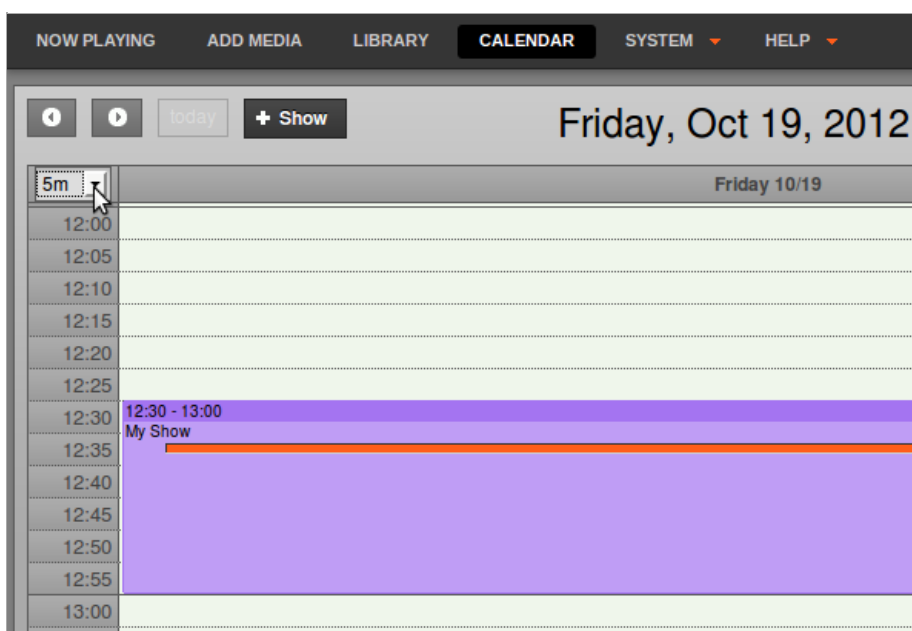 NOW PLAYING ADD MEDIA LIBRARY CALENDAR SYSTEM HELP
today + Show Friday, Oct 19, 2012
5m Friday 10/19
12:00
12:05
12:10
12:15
12:20
12:25
12:30 12:30 - 13:00
My Show
12:35
12:40
12:45
12:50
12:55
13:00